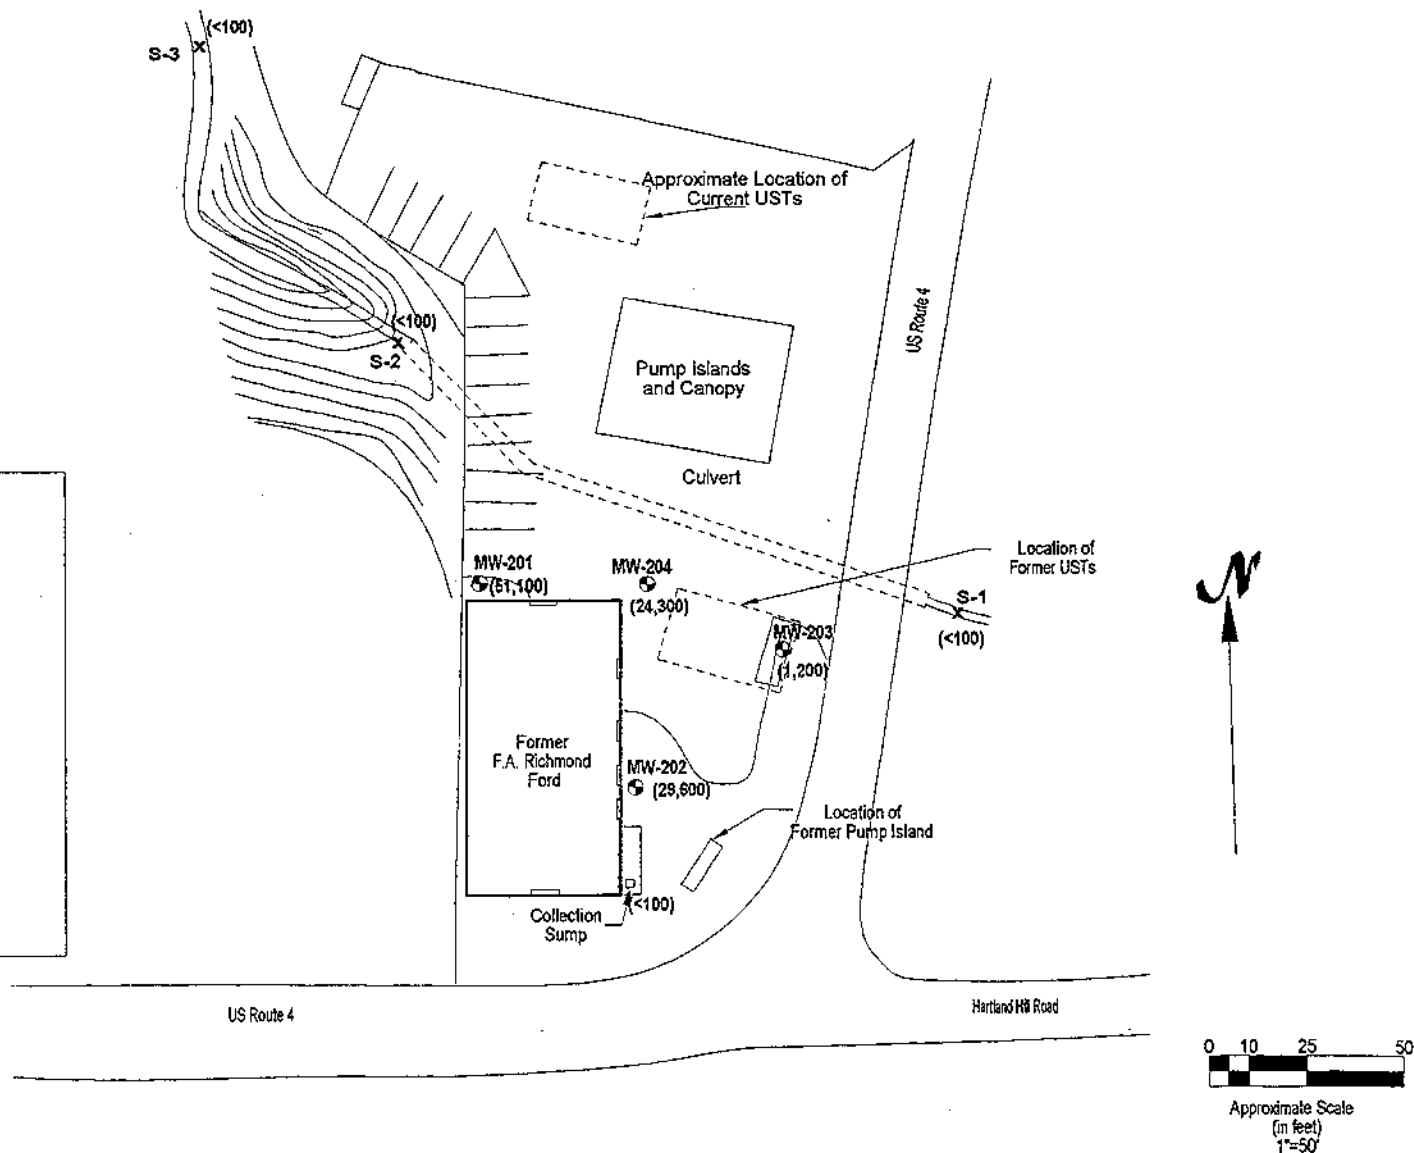 (<100)
S-3
Approximate Location of
Current USTs
US Route 4
(<100)
S-2
Pump Islands
and Canopy
Culvert
Location of
Former USTs
MW-201
(51,100)
MW-204
(24,300)
S-1
(<100)
MW-203
(1,200)
N
Former
F.A. Richmond
Ford
MW-202
(29,600)
Location of
Former Pump Island
(<100)
Collection
Sump
US Route 4
Hartland Hill Road
0 10 25 50
Approximate Scale
(in feet)
1"=50'